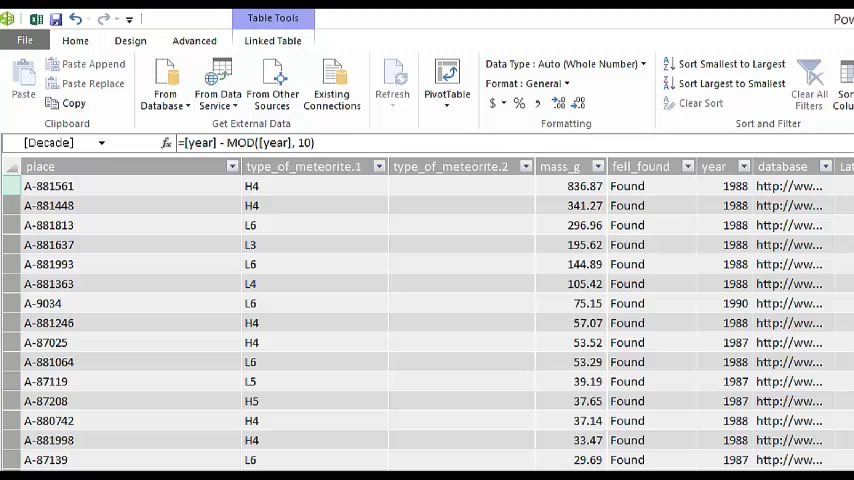 Table Tools
Pow
File Home Design Advanced Linked Table
Paste
Paste Append
Paste Replace
Copy
Clipboard
From Database
From Data Service
From Other Sources
Existing Connections
Get External Data
Refresh
PivotTable
Data Type : Auto (Whole Number)
Format : General
$ % ,
.00
.00
Formatting
Sort Smallest to Largest
Sort Largest to Smallest
Clear Sort
Clear All Filters
Sort
Colu
Sort and Filter
[Decade] fx =[year] - MOD([year], 10)
place type_of_meteorite.1 type_of_meteorite.2 mass_g fell_found year database Lat
A-881561 H4 836.87 Found 1988 http://ww...
A-881448 H4 341.27 Found 1988 http://ww...
A-881813 L6 296.96 Found 1988 http://ww...
A-881637 L3 195.62 Found 1988 http://ww...
A-881993 L6 144.89 Found 1988 http://ww...
A-881363 L4 105.42 Found 1988 http://ww...
A-9034 L6 75.15 Found 1990 http://ww...
A-881246 H4 57.07 Found 1988 http://ww...
A-87025 H4 53.52 Found 1987 http://ww...
A-881064 L6 53.29 Found 1988 http://ww...
A-87119 L5 39.19 Found 1987 http://ww...
A-87208 H5 37.65 Found 1987 http://ww...
A-880742 H4 37.14 Found 1988 http://ww...
A-881998 H4 33.47 Found 1988 http://ww...
A-87139 L6 29.69 Found 1987 http://ww...